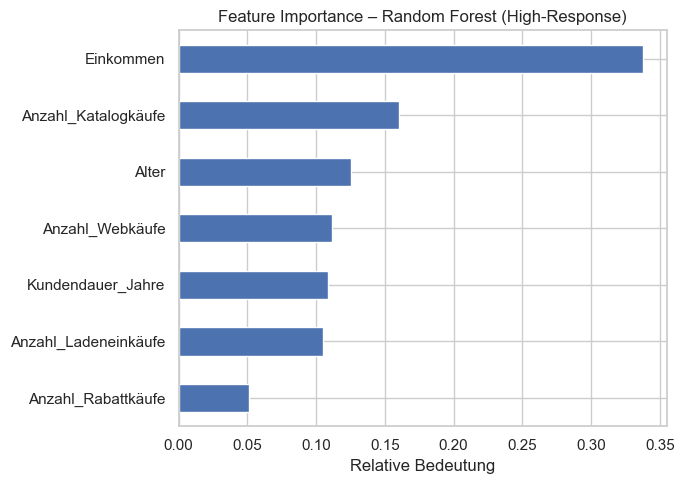 Feature Importance – Random Forest (High-Response)
Einkommen
Anzahl_Katalogkäufe
Alter
Anzahl_Webkäufe
Kundendauer_Jahre
Anzahl_Ladeneinkäufe
Anzahl_Rabattkäufe
0.00 0.05 0.10 0.15 0.20 0.25 0.30 0.35
Relative Bedeutung